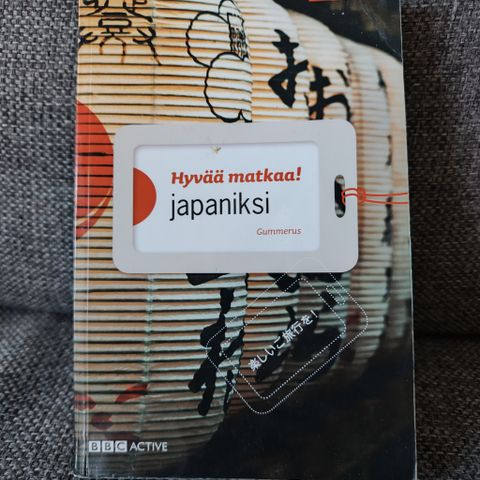 Hyvää matkaa!
japaniksi
Gummerus
楽しいご旅行を！
BBC ACTIVE